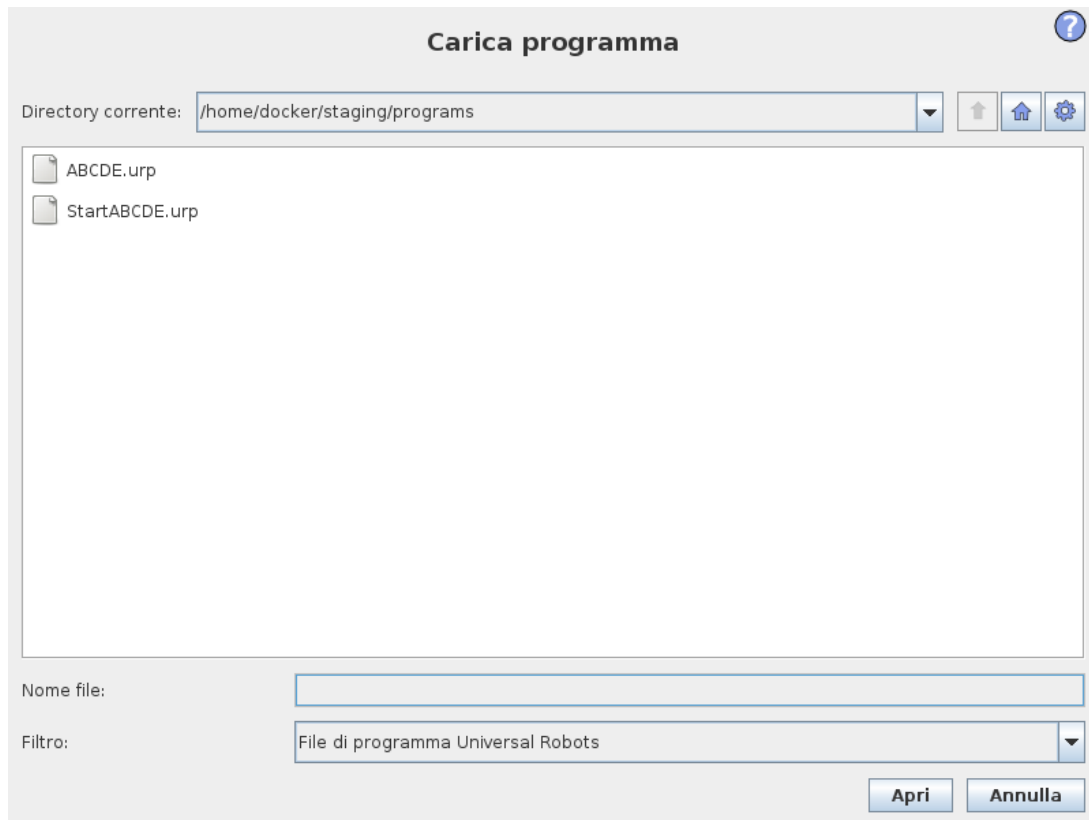 Carica programma
?
Directory corrente: /home/docker/staging/programs
ABCDE.urp
StartABCDE.urp
Nome file:
Filtro: File di programma Universal Robots
Apri Annulla